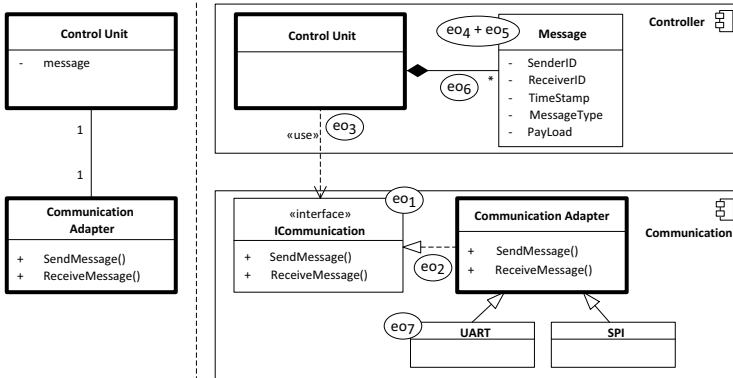 Control Unit
- message
1
1
Communication
Adapter
+ SendMessage()
+ ReceiveMessage()
Controller
Control Unit
eo4 + eo5
Message
- SenderID
- ReceiverID
- TimeStamp
- MessageType
- PayLoad
*
eo6
«use»
eo3
Communication
eo1
«interface»
ICommunication
+ SendMessage()
+ ReceiveMessage()
eo2
Communication Adapter
+ SendMessage()
+ ReceiveMessage()
eo7
UART
SPI